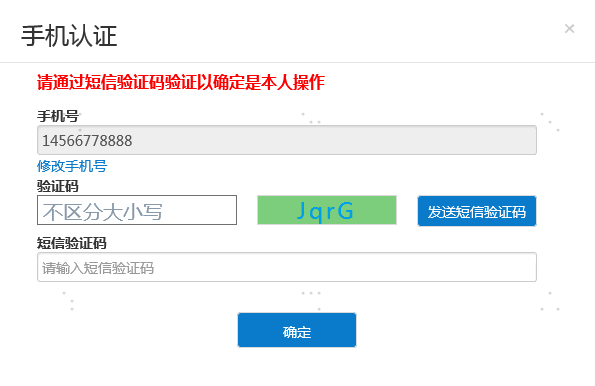 手机认证 ×
请通过短信验证码验证以确定是本人操作
手机号
14566778888
修改手机号
验证码
不区分大小写 JqrG 发送短信验证码
短信验证码
请输入短信验证码
确定